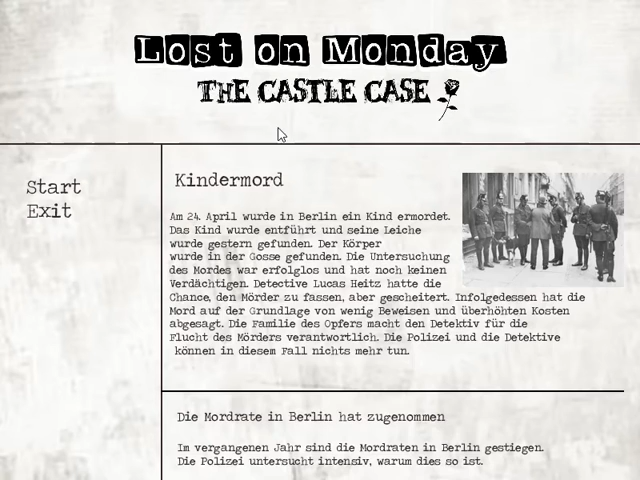 Lost on Monday
THE CASTLE CASE
Start
Exit
Kindermord
Am 24. April wurde in Berlin ein Kind ermordet.
Das Kind wurde entführt und seine Leiche
wurde gestern gefunden. Der Körper
wurde in der Gosse gefunden. Die Untersuchung
des Mordes war erfolglos und hat noch keinen
Verdächtigen. Detective Lucas Heitz hatte die
Chance, den Mörder zu fassen, aber gescheitert. Infolgedessen hat die
Mord auf der Grundlage von wenig Beweisen und überhöhten Kosten
abgesagt. Die Familie des Opfers macht den Detektiv für die
Flucht des Mörders verantwortlich. Die Polizei und die Detektive
können in diesem Fall nichts mehr tun.
Die Mordrate in Berlin hat zugenommen
Im vergangenen Jahr sind die Mordraten in Berlin gestiegen.
Die Polizei untersucht intensiv, warum dies so ist.